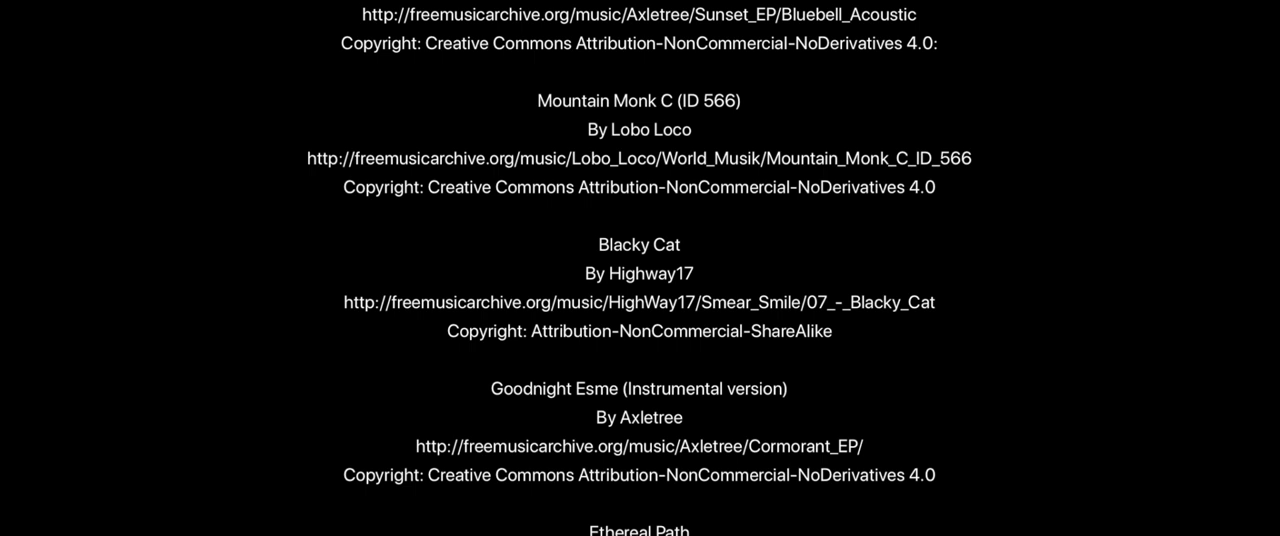 http://freemusicarchive.org/music/Axletree/Sunset_EP/Bluebell_Acoustic
Copyright: Creative Commons Attribution-NonCommercial-NoDerivatives 4.0:
Mountain Monk C (ID 566)
By Lobo Loco
http://freemusicarchive.org/music/Lobo_Loco/World_Musik/Mountain_Monk_C_ID_566
Copyright: Creative Commons Attribution-NonCommercial-NoDerivatives 4.0
Blacky Cat
By Highway17
http://freemusicarchive.org/music/HighWay17/Smear_Smile/07_-_Blacky_Cat
Copyright: Attribution-NonCommercial-ShareAlike
Goodnight Esme (Instrumental version)
By Axletree
http://freemusicarchive.org/music/Axletree/Cormorant_EP/
Copyright: Creative Commons Attribution-NonCommercial-NoDerivatives 4.0
Ethereal Path